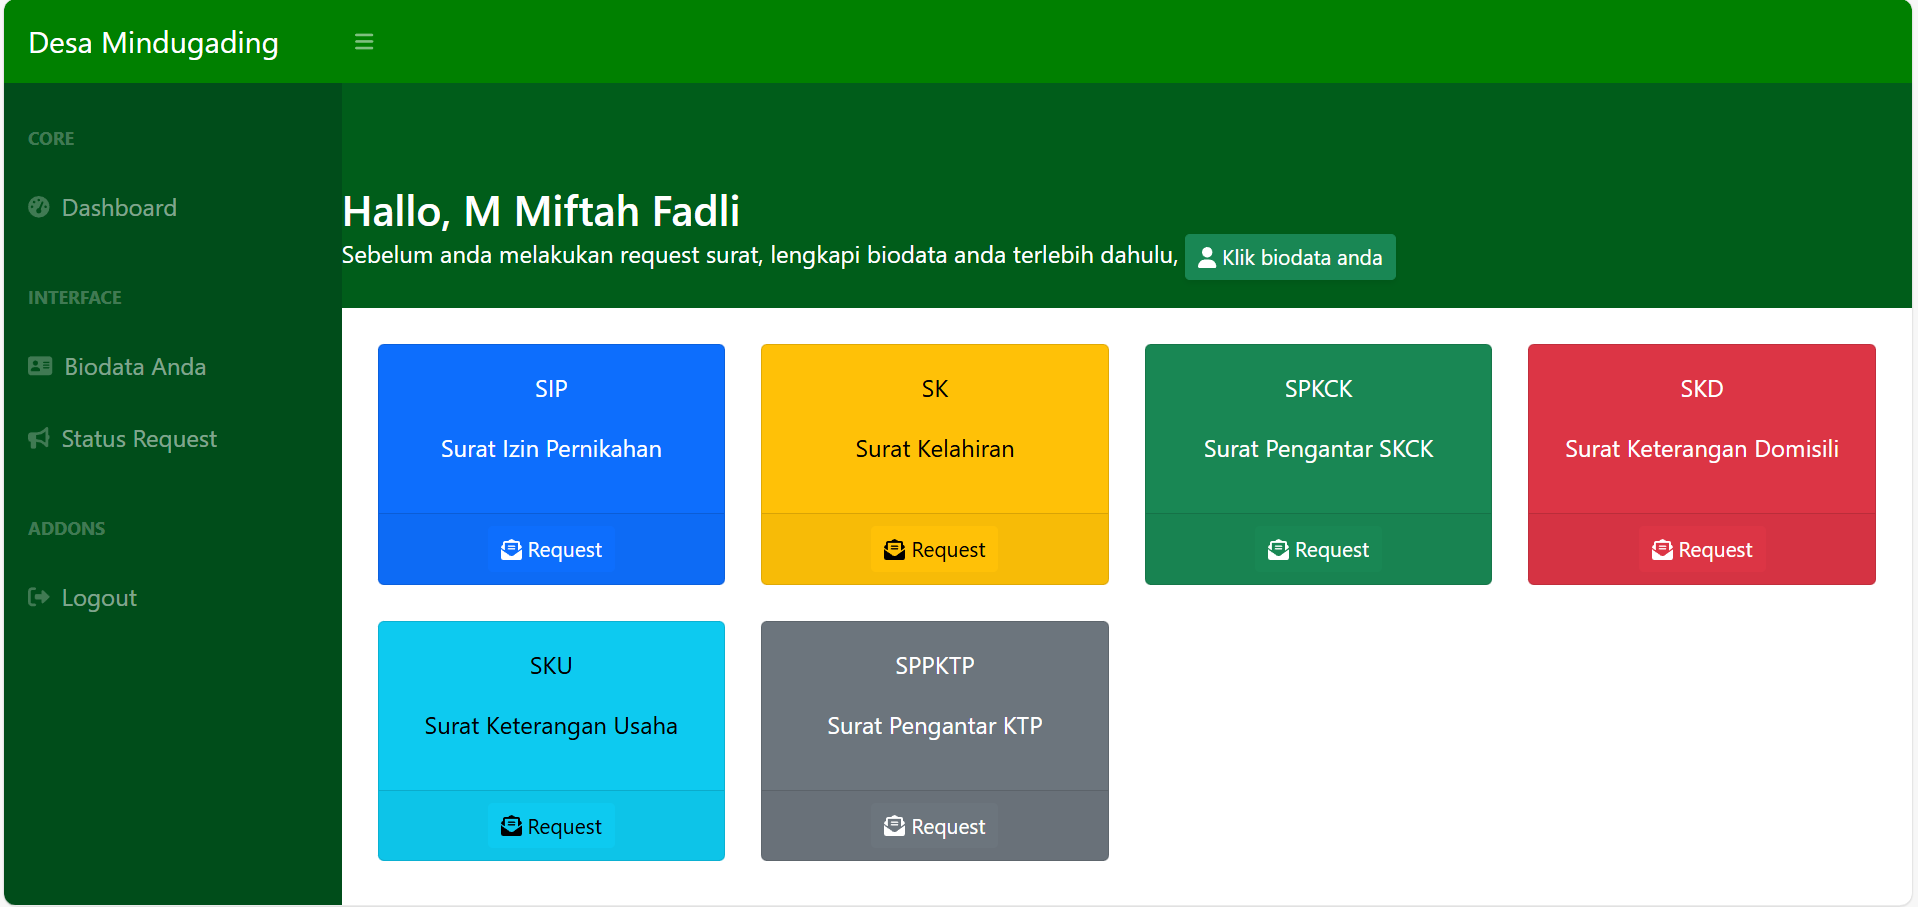 Desa Mindugading
CORE
Dashboard
INTERFACE
Biodata Anda
Status Request
ADDONS
Logout
Hallo, M Miftah Fadli
Sebelum anda melakukan request surat, lengkapi biodata anda terlebih dahulu, Klik biodata anda
SIP
Surat Izin Pernikahan
Request
SK
Surat Kelahiran
Request
SPKCK
Surat Pengantar SKCK
Request
SKD
Surat Keterangan Domisili
Request
SKU
Surat Keterangan Usaha
Request
SPPKTP
Surat Pengantar KTP
Request